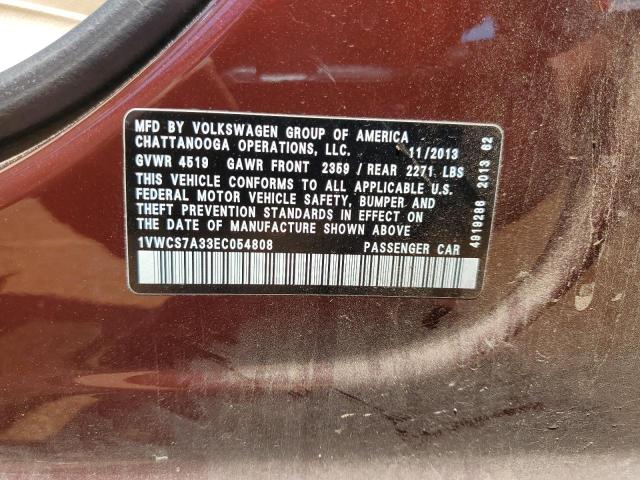 MFD BY VOLKSWAGEN GROUP OF AMERICA
CHATTANOOGA OPERATIONS, LLC. 11/2013
GVWR 4519 GAWR FRONT 2359 / REAR 2271 LBS
THIS VEHICLE CONFORMS TO ALL APPLICABLE U.S.
FEDERAL MOTOR VEHICLE SAFETY, BUMPER AND
THEFT PREVENTION STANDARDS IN EFFECT ON
THE DATE OF MANUFACTURE SHOWN ABOVE.
1VWCS7A33EC054808 PASSENGER CAR
4919286 2013 62